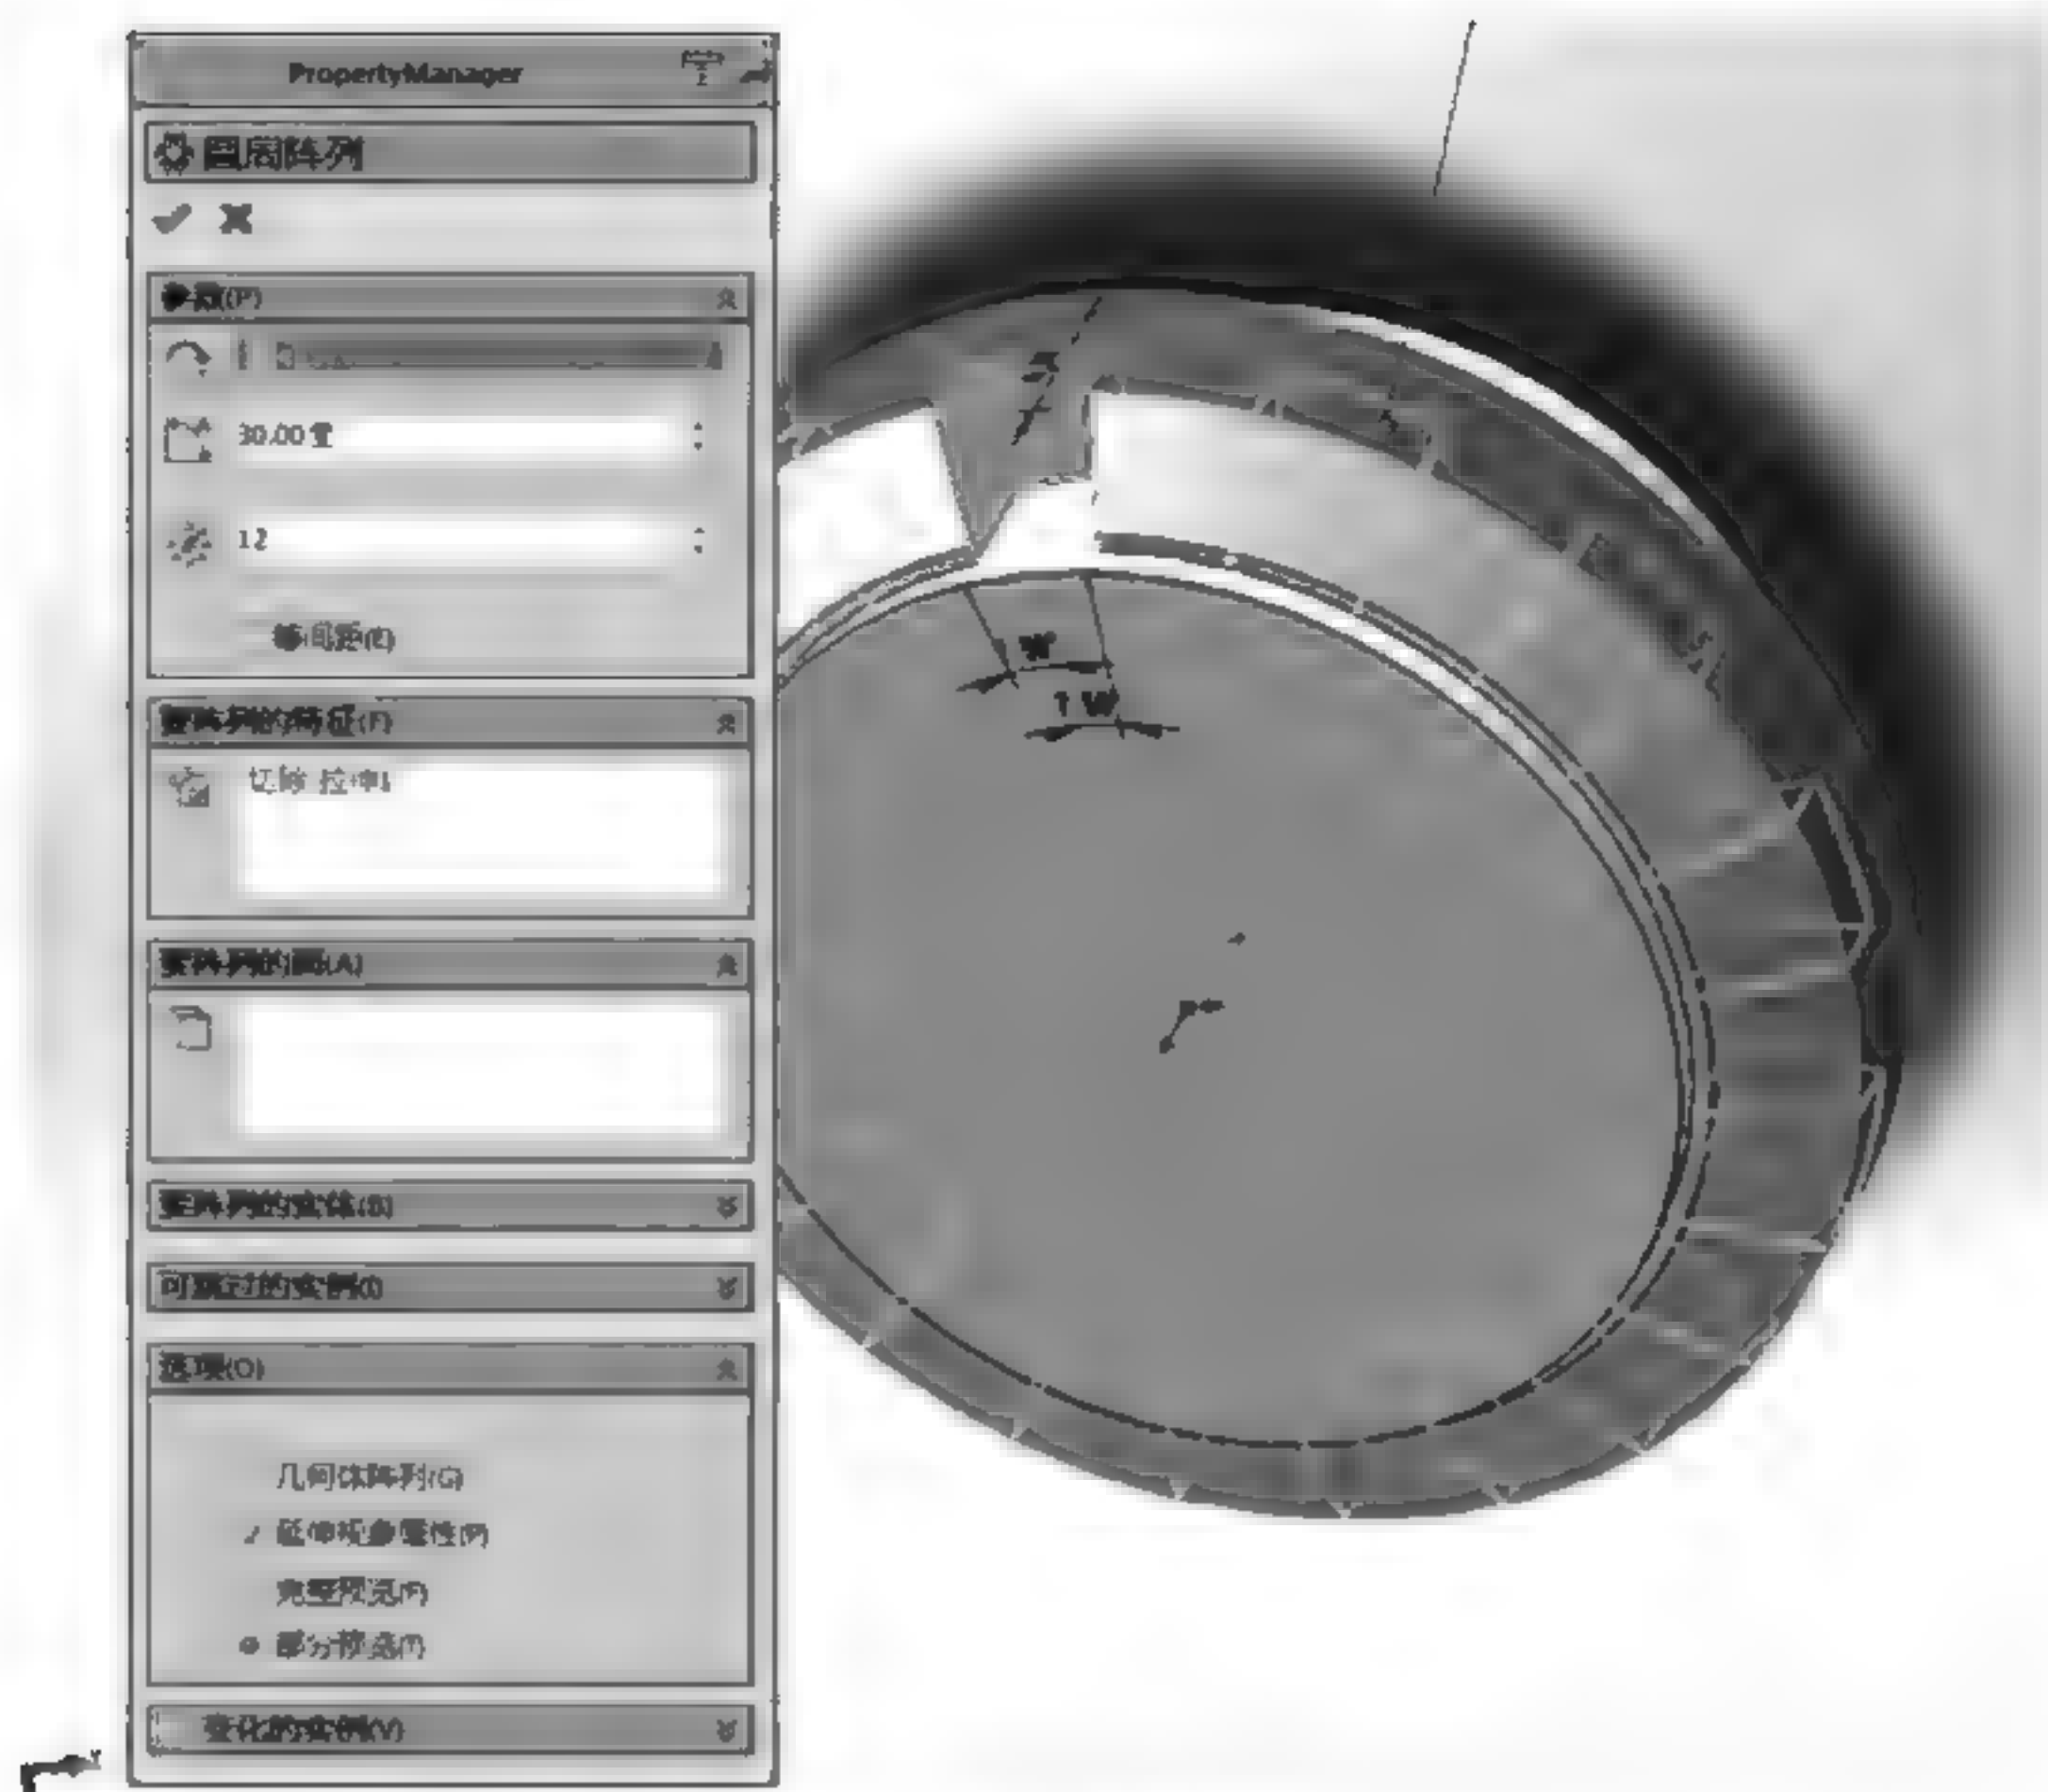 PropertyManager
圆周阵列
参数(P)
30.00度
12
等间距(E)
要阵列的特征(F)
切除-拉伸1
要阵列的面(A)
要阵列的实体(B)
可跳过的实例(I)
选项(O)
几何体阵列(G)
延伸视象属性(P)
完整预览(F)
部分预览(T)
变化的实例(V)